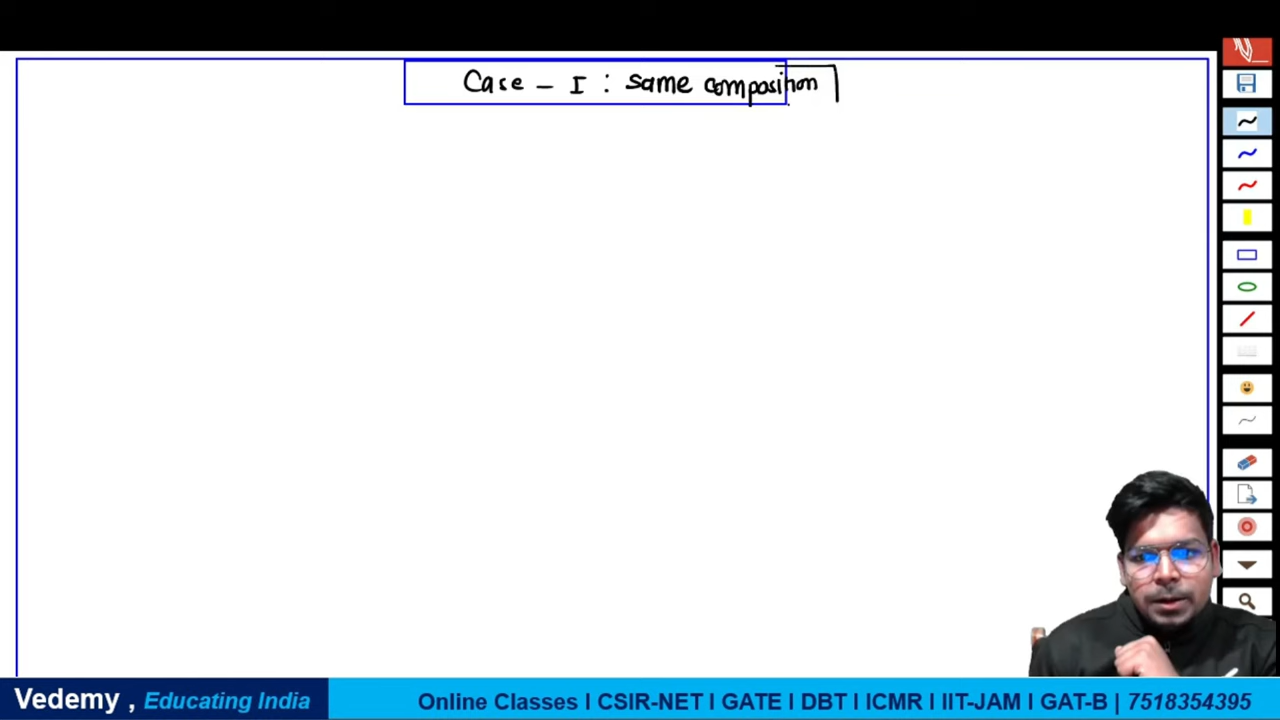 Case - I : same composition
Vedemy , Educating India
Online Classes I CSIR-NET I GATE I DBT I ICMR I IIT-JAM I GAT-B I 7518354395